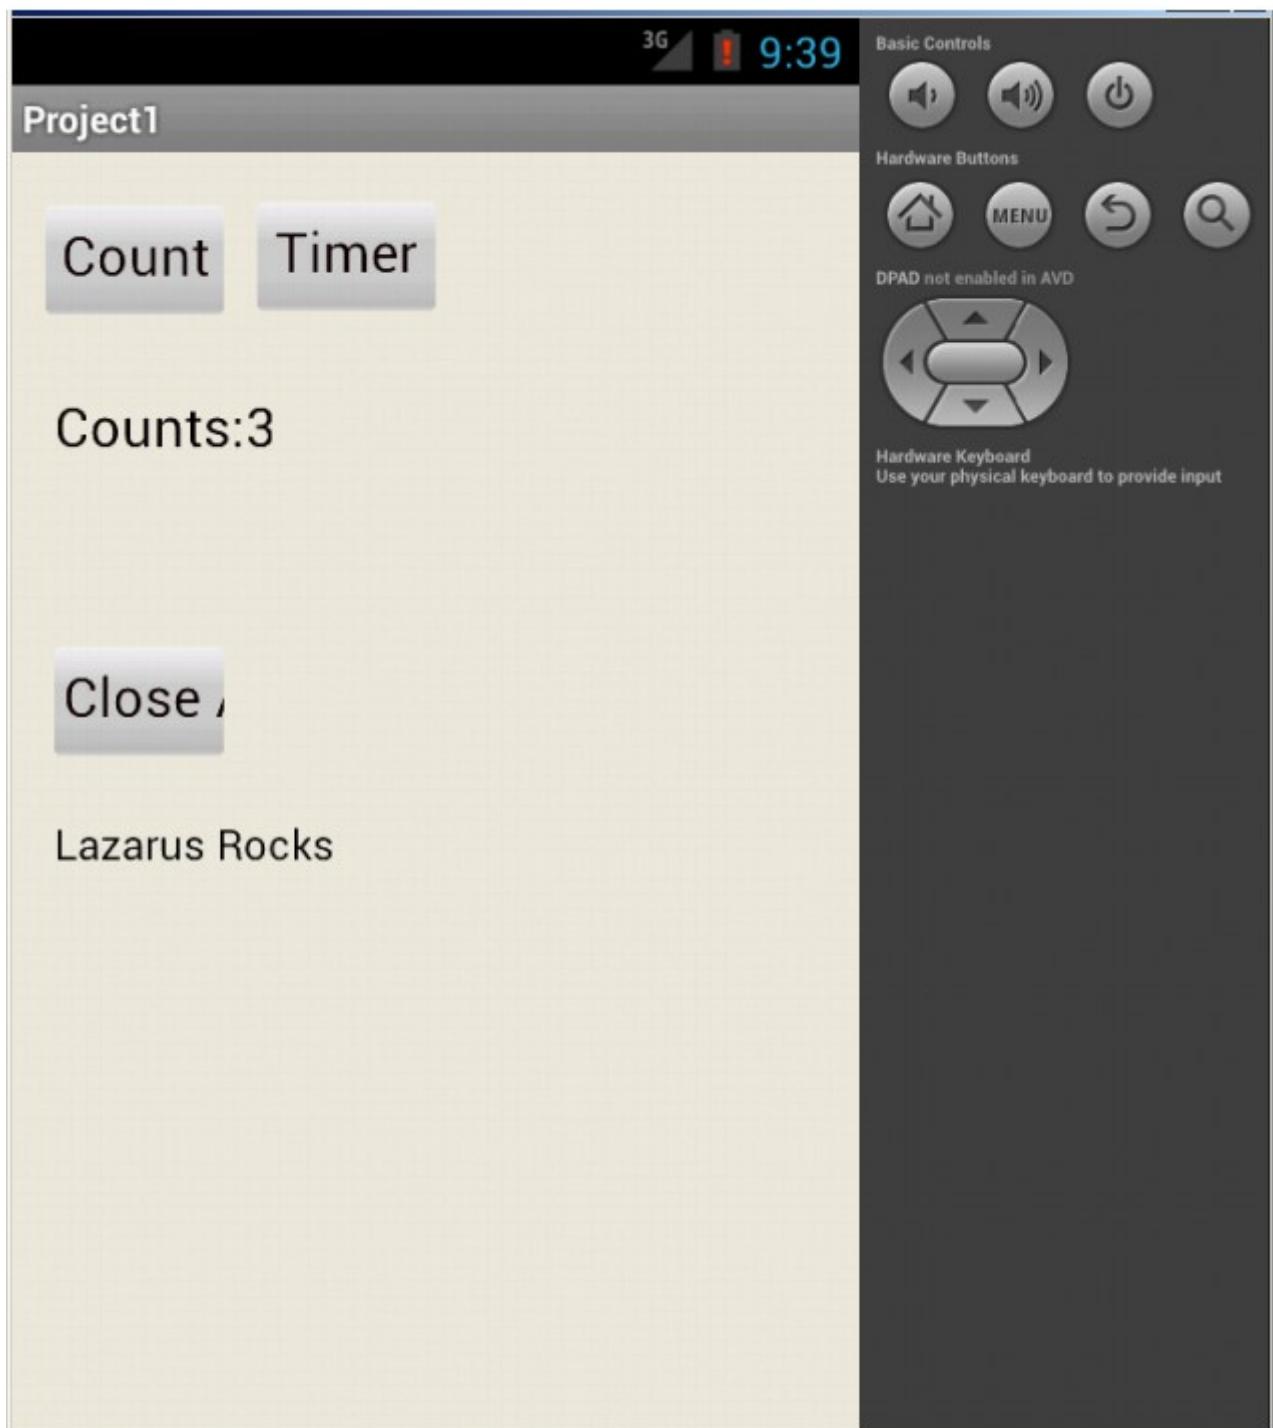 3G 9:39
Project1
Count Timer
Counts:3
Close
Lazarus Rocks
Basic Controls
Hardware Buttons
MENU
DPAD not enabled in AVD
Hardware Keyboard
Use your physical keyboard to provide input